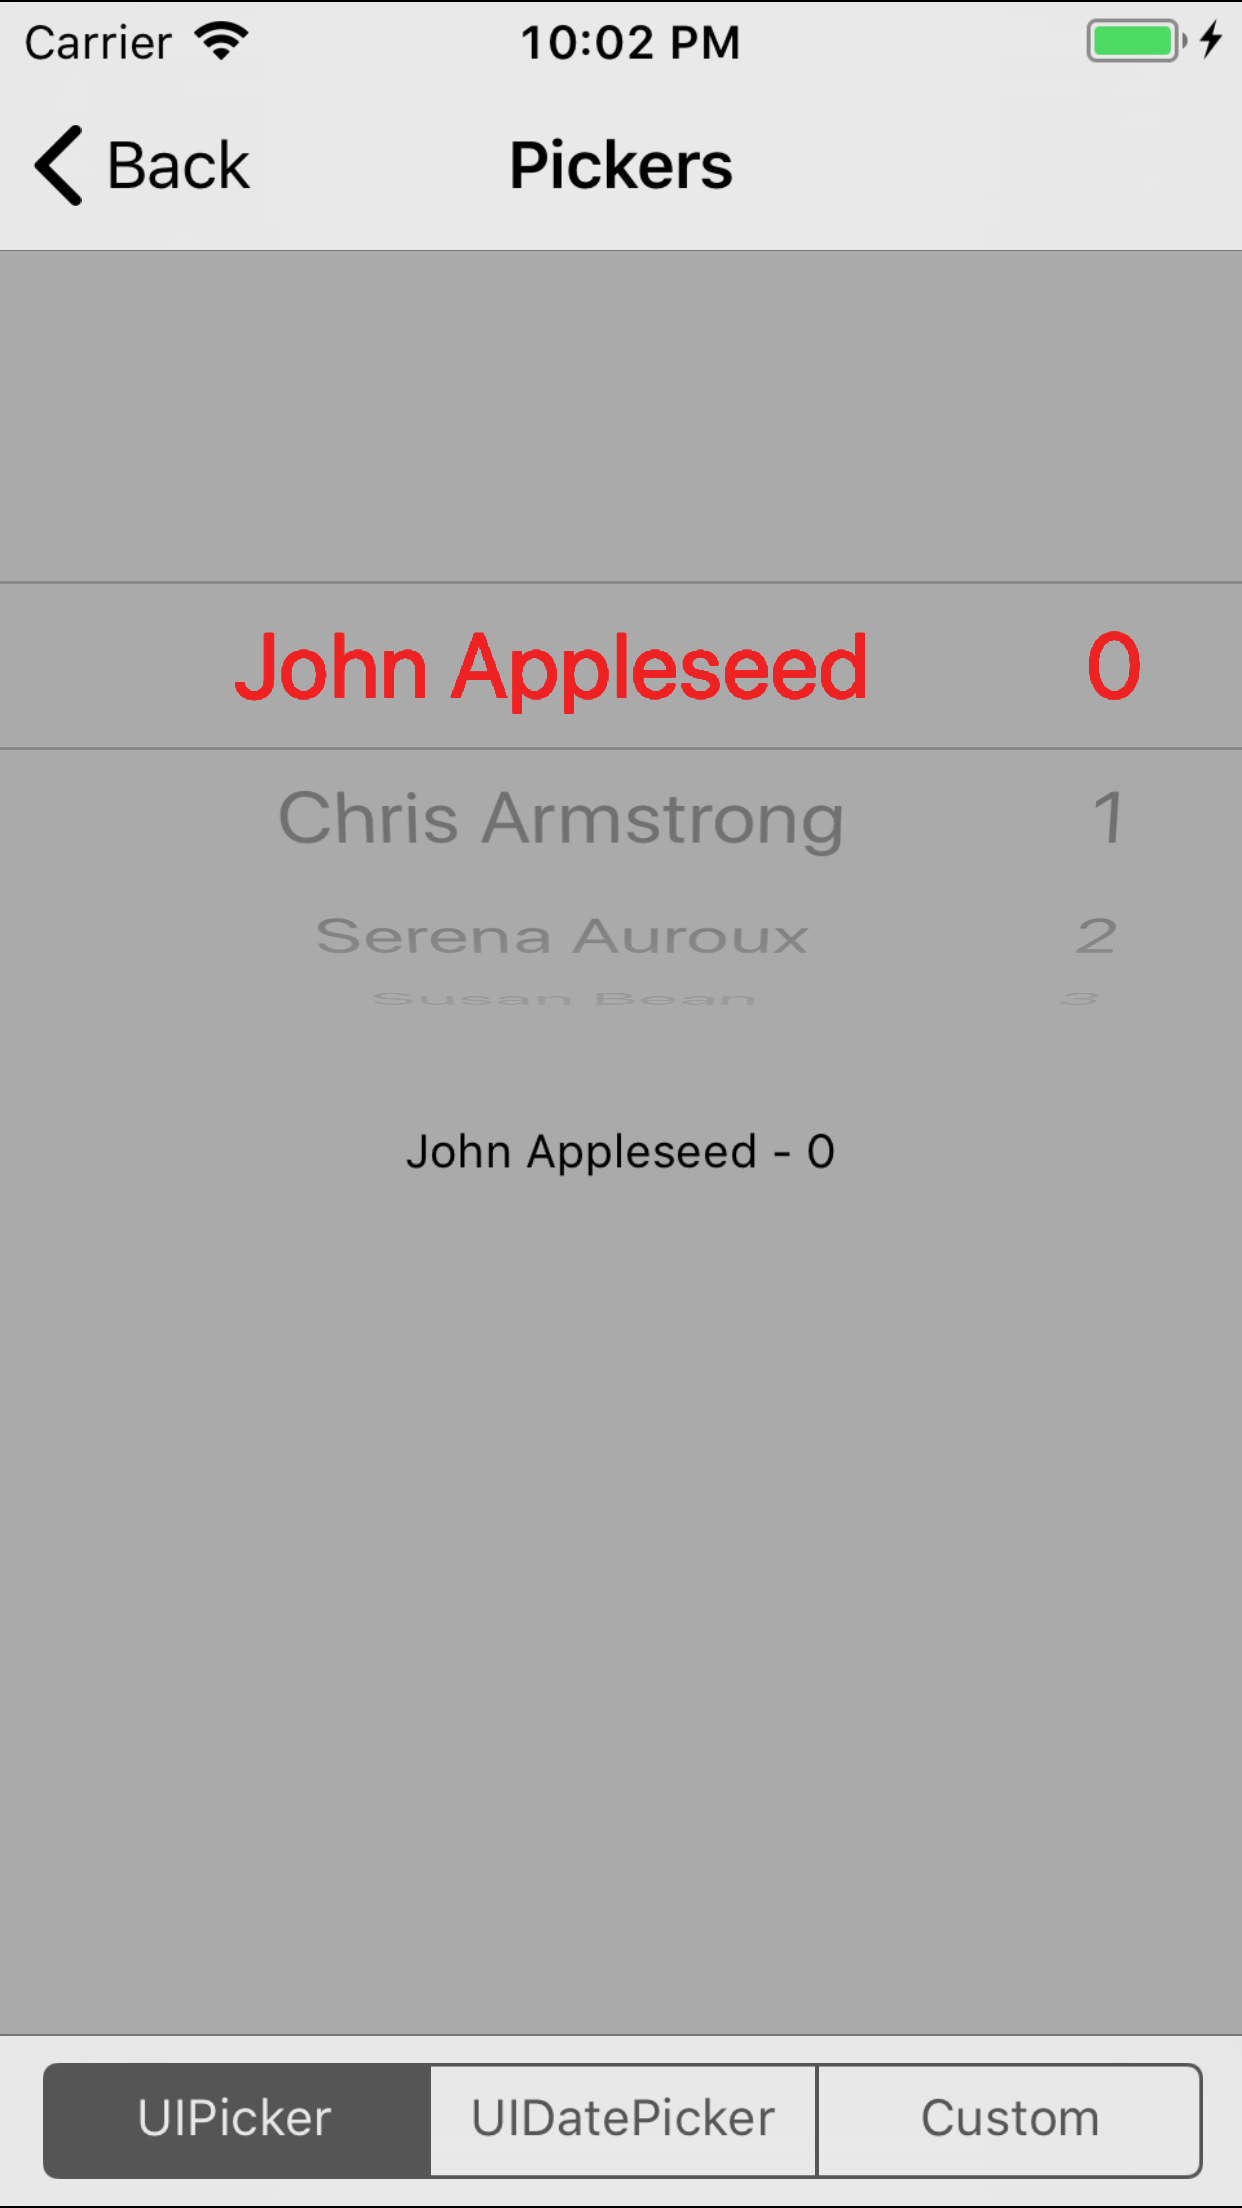 Carrier 10:02 PM
Back Pickers
John Appleseed 0
Chris Armstrong 1
Serena Auroux 2
Susan Bean 3
John Appleseed - 0
UIPicker UIDatePicker Custom